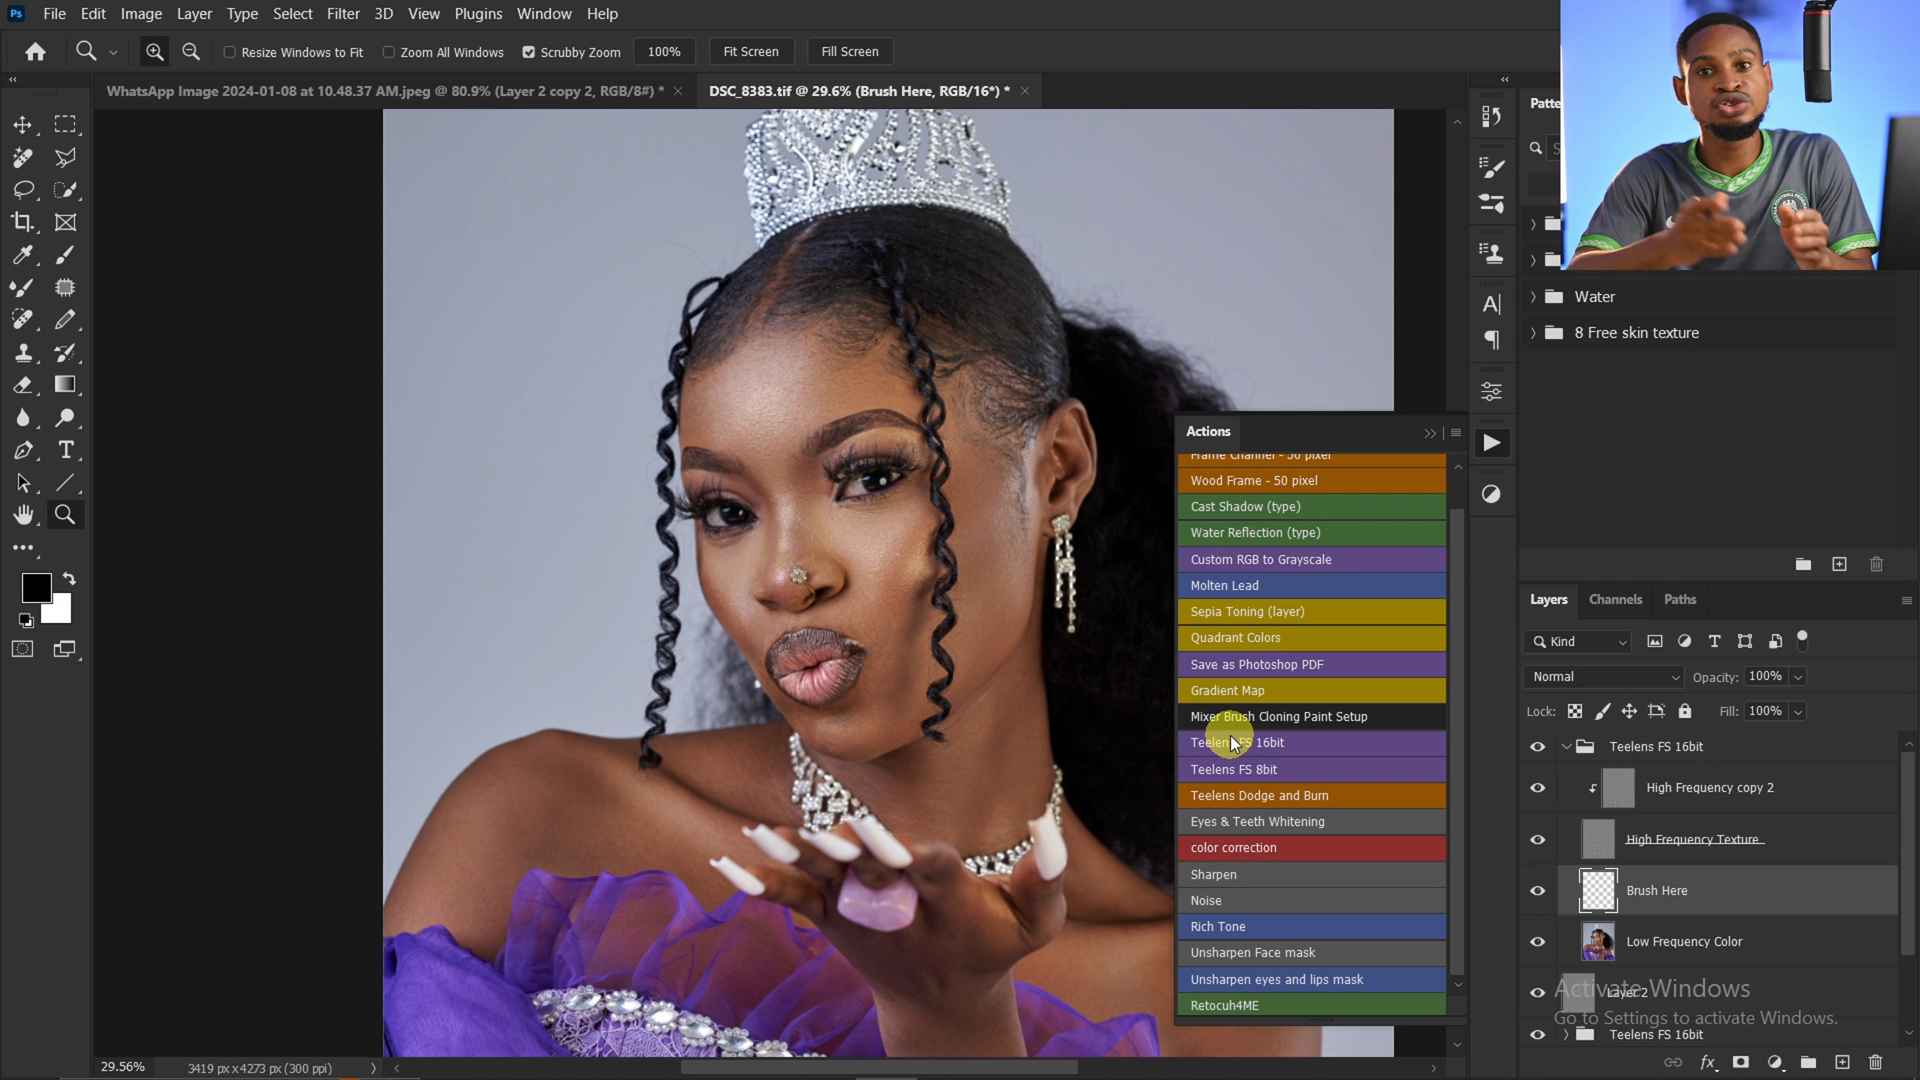 Ps File Edit Image Layer Type Select Filter 3D View Plugins Window Help
Resize Windows to Fit Zoom All Windows Scrubby Zoom 100% Fit Screen Fill Screen
WhatsApp Image 2024-01-08 at 10.48.37 AM.jpeg @ 80.9% (Layer 2 copy 2, RGB/8#) * × DSC_8383.tif @ 29.6% (Brush Here, RGB/16*) * ×
Patte
Water
8 Free skin texture
Actions
Frame Channel - 50 pixel
Wood Frame - 50 pixel
Cast Shadow (type)
Water Reflection (type)
Custom RGB to Grayscale
Molten Lead
Sepia Toning (layer)
Quadrant Colors
Save as Photoshop PDF
Gradient Map
Mixer Brush Cloning Paint Setup
Teelens FS 16bit
Teelens FS 8bit
Teelens Dodge and Burn
Eyes & Teeth Whitening
color correction
Sharpen
Noise
Rich Tone
Unsharpen Face mask
Unsharpen eyes and lips mask
Retocuh4ME
Layers Channels Paths
Kind
Normal Opacity: 100%
Lock: Fill: 100%
Teelens FS 16bit
High Frequency copy 2
High Frequency Texture
Brush Here
Low Frequency Color
Layer 2
Activate Windows
Go to Settings to activate Windows.
Teelens FS 16bit
29.56% 3419 px x 4273 px (300 ppi)